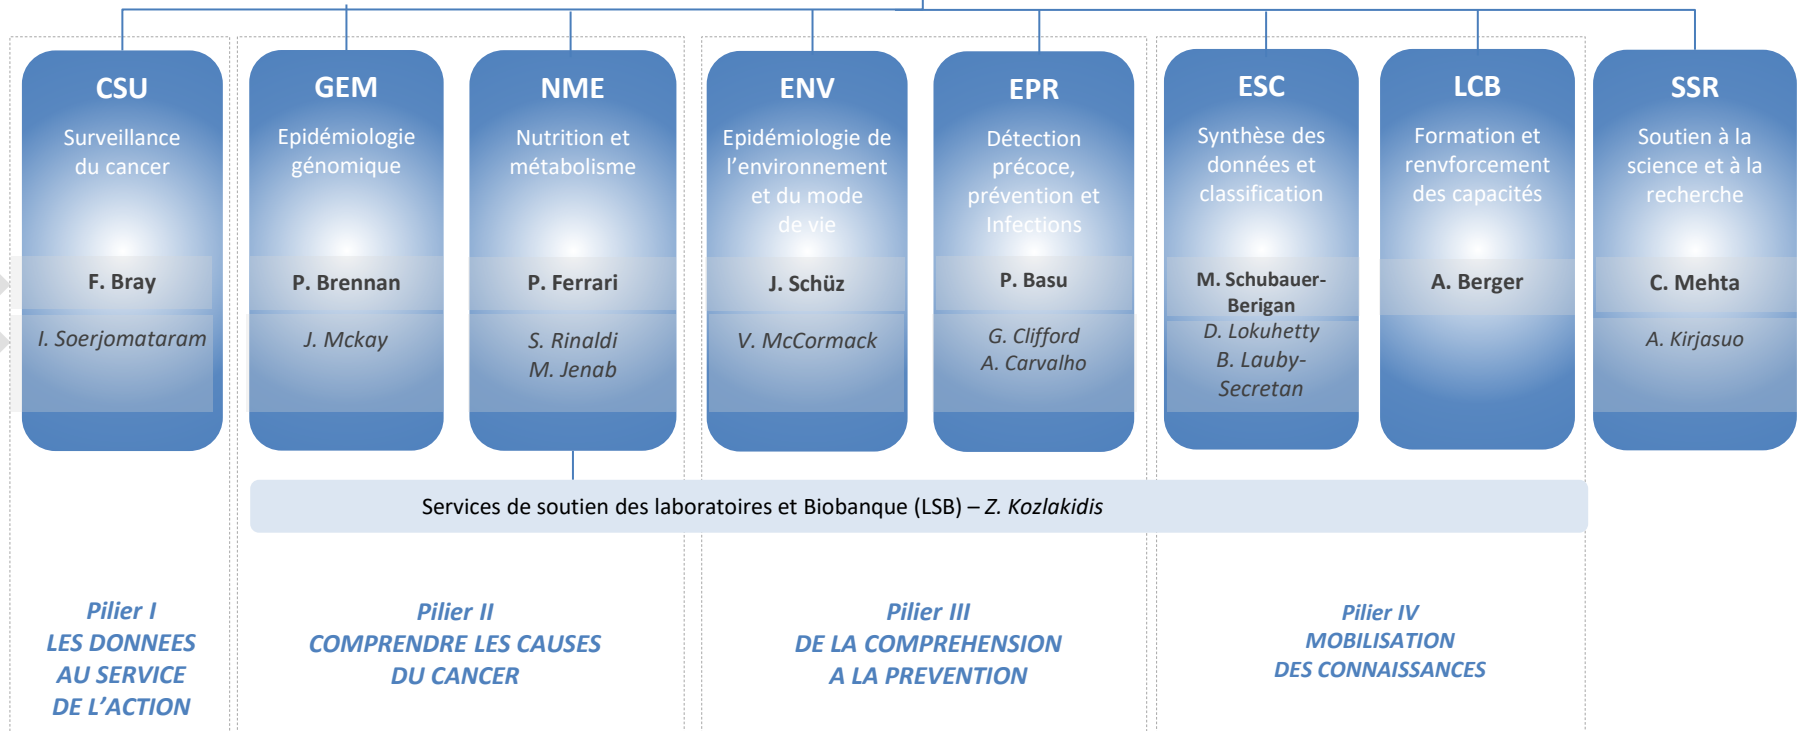 CSU
Surveillance
du cancer
F. Bray
I. Soerjomataram
GEM
Epidémiologie
génomique
P. Brennan
J. Mckay
NME
Nutrition et
métabolisme
P. Ferrari
S. Rinaldi
M. Jenab
ENV
Epidémiologie de
l’environnement
et du mode
de vie
J. Schüz
V. McCormack
EPR
Détection
précoce,
prévention et
Infections
P. Basu
G. Clifford
A. Carvalho
ESC
Synthèse des
données et
classification
M. Schubauer-
Berigan
D. Lokuhetty
B. Lauby-
Secretan
LCB
Formation et
renvforcement
des capacités
A. Berger
SSR
Soutien à la
science et à la
recherche
C. Mehta
A. Kirjasuo
Services de soutien des laboratoires et Biobanque (LSB) – Z. Kozlakidis
Pilier I
LES DONNEES
AU SERVICE
DE L’ACTION
Pilier II
COMPRENDRE LES CAUSES
DU CANCER
Pilier III
DE LA COMPREHENSION
A LA PREVENTION
Pilier IV
MOBILISATION
DES CONNAISSANCES